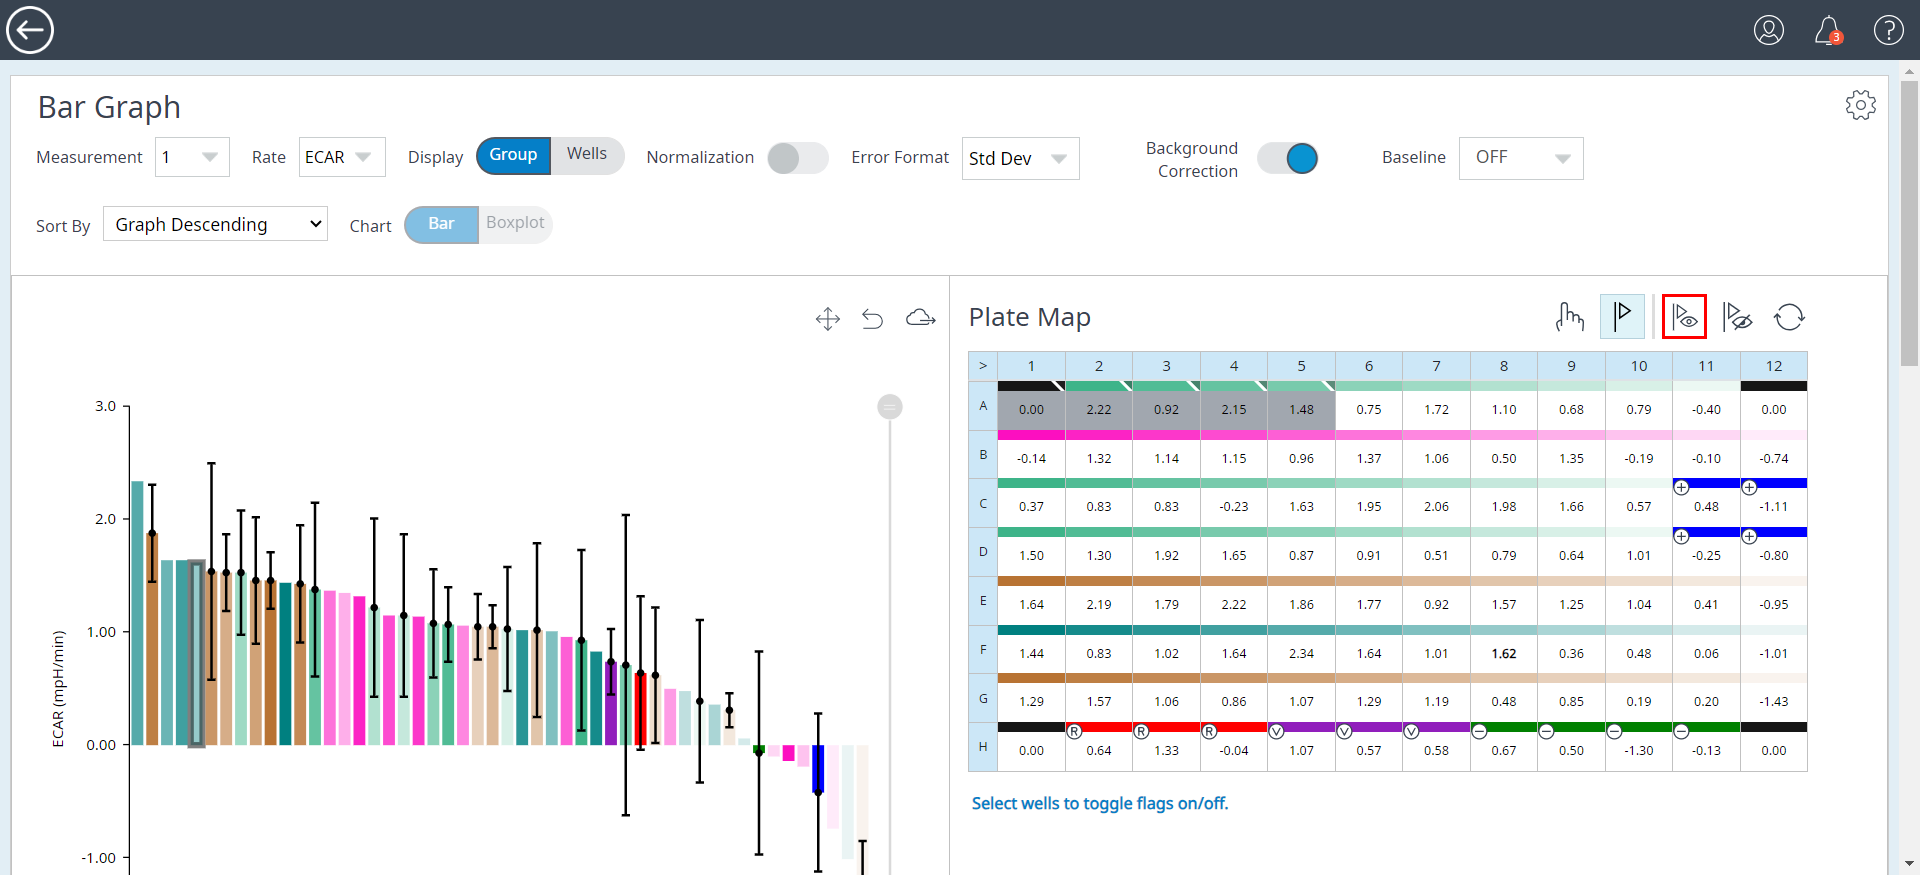 3
Bar Graph
Measurement 1 Rate ECAR Display Group Wells Normalization Error Format Std Dev Background Correction Baseline OFF
Sort By Graph Descending Chart Bar Boxplot
Plate Map
3.0
2.0
1.00
0.00
-1.00
ECAR (mpH/min)
> 1 2 3 4 5 6 7 8 9 10 11 12
A 0.00 2.22 0.92 2.15 1.48 0.75 1.72 1.10 0.68 0.79 -0.40 0.00
B -0.14 1.32 1.14 1.15 0.96 1.37 1.06 0.50 1.35 -0.19 -0.10 -0.74
C 0.37 0.83 0.83 -0.23 1.63 1.95 2.06 1.98 1.66 0.57 0.48 -1.11
D 1.50 1.30 1.92 1.65 0.87 0.91 0.51 0.79 0.64 1.01 -0.25 -0.80
E 1.64 2.19 1.79 2.22 1.86 1.77 0.92 1.57 1.25 1.04 0.41 -0.95
F 1.44 0.83 1.02 1.64 2.34 1.64 1.01 1.62 0.36 0.48 0.06 -1.01
G 1.29 1.57 1.06 0.86 1.07 1.29 1.19 0.48 0.85 0.19 0.20 -1.43
R R R V V V
H 0.00 0.64 1.33 -0.04 1.07 0.57 0.58 0.67 0.50 -1.30 -0.13 0.00
Select wells to toggle flags on/off.